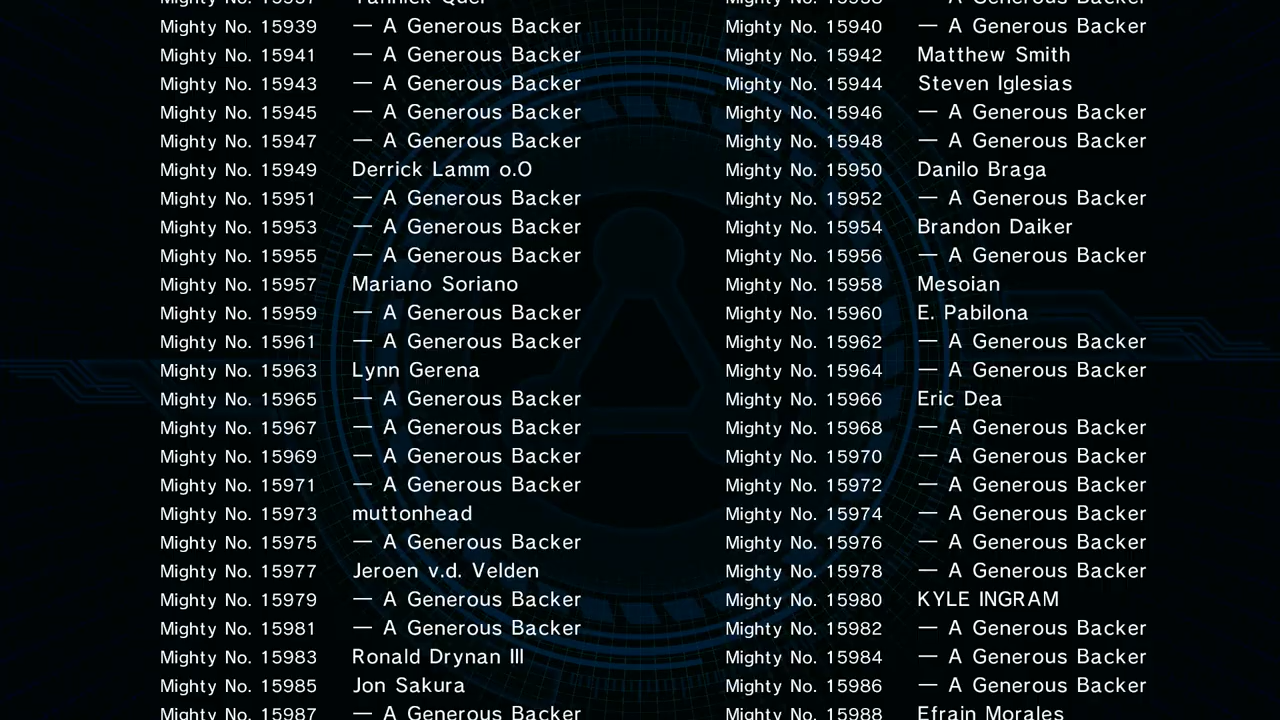 Mighty No. 15937 Yannick Quer Mighty No. 15938 — A Generous Backer
Mighty No. 15939 — A Generous Backer Mighty No. 15940 — A Generous Backer
Mighty No. 15941 — A Generous Backer Mighty No. 15942 Matthew Smith
Mighty No. 15943 — A Generous Backer Mighty No. 15944 Steven Iglesias
Mighty No. 15945 — A Generous Backer Mighty No. 15946 — A Generous Backer
Mighty No. 15947 — A Generous Backer Mighty No. 15948 — A Generous Backer
Mighty No. 15949 Derrick Lamm o.O Mighty No. 15950 Danilo Braga
Mighty No. 15951 — A Generous Backer Mighty No. 15952 — A Generous Backer
Mighty No. 15953 — A Generous Backer Mighty No. 15954 Brandon Daiker
Mighty No. 15955 — A Generous Backer Mighty No. 15956 — A Generous Backer
Mighty No. 15957 Mariano Soriano Mighty No. 15958 Mesoian
Mighty No. 15959 — A Generous Backer Mighty No. 15960 E. Pabilona
Mighty No. 15961 — A Generous Backer Mighty No. 15962 — A Generous Backer
Mighty No. 15963 Lynn Gerena Mighty No. 15964 — A Generous Backer
Mighty No. 15965 — A Generous Backer Mighty No. 15966 Eric Dea
Mighty No. 15967 — A Generous Backer Mighty No. 15968 — A Generous Backer
Mighty No. 15969 — A Generous Backer Mighty No. 15970 — A Generous Backer
Mighty No. 15971 — A Generous Backer Mighty No. 15972 — A Generous Backer
Mighty No. 15973 muttonhead Mighty No. 15974 — A Generous Backer
Mighty No. 15975 — A Generous Backer Mighty No. 15976 — A Generous Backer
Mighty No. 15977 Jeroen v.d. Velden Mighty No. 15978 — A Generous Backer
Mighty No. 15979 — A Generous Backer Mighty No. 15980 KYLE INGRAM
Mighty No. 15981 — A Generous Backer Mighty No. 15982 — A Generous Backer
Mighty No. 15983 Ronald Drynan III Mighty No. 15984 — A Generous Backer
Mighty No. 15985 Jon Sakura Mighty No. 15986 — A Generous Backer
Mighty No. 15987 — A Generous Backer Mighty No. 15988 Efrain Morales